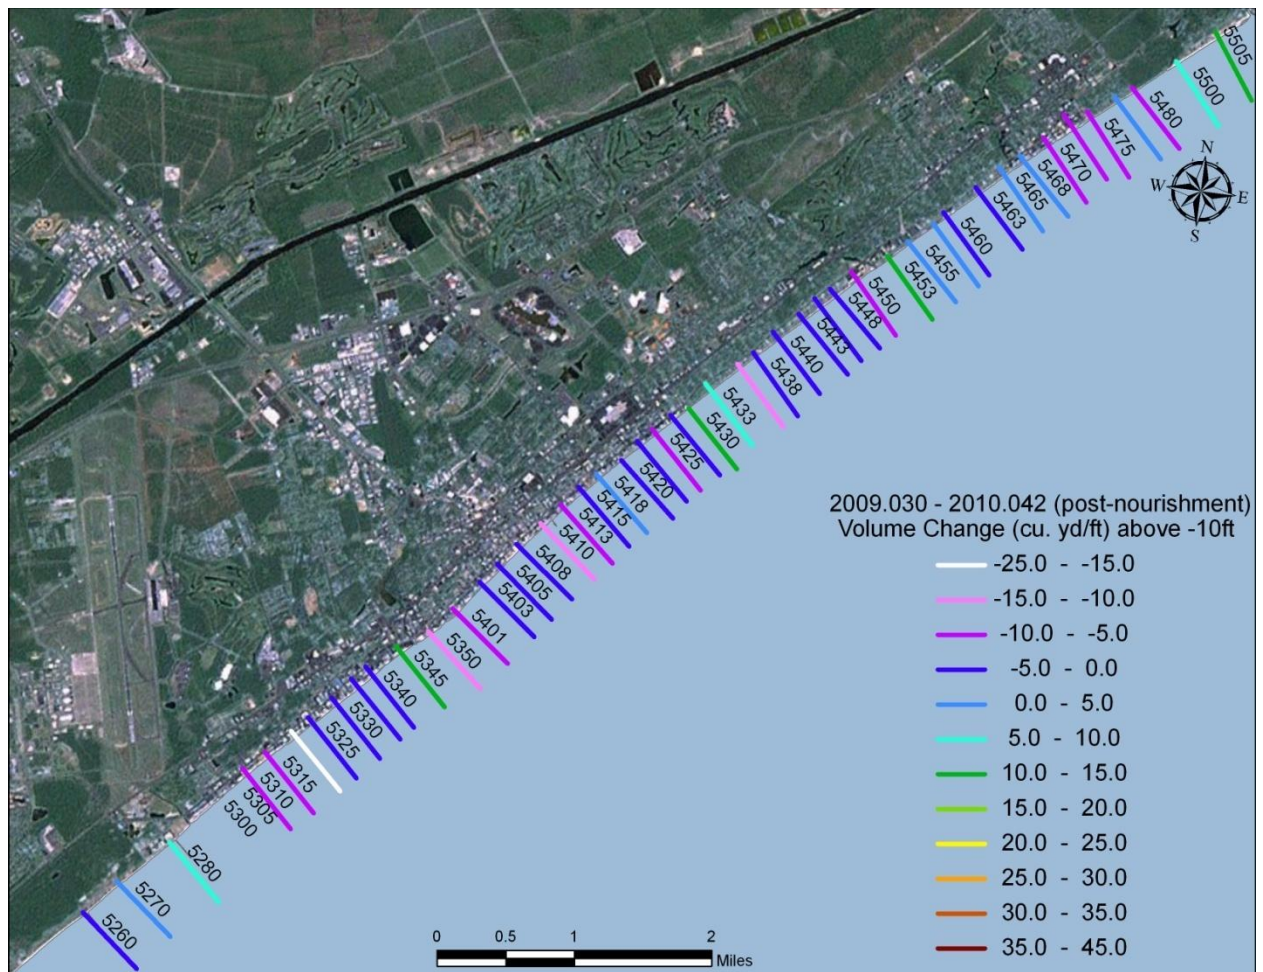 5505
5500
5480
5475
5470
5468
5465
5463
5460
5455
5453
5450
5448
5443
5440
5438
5433
5430
5425
5420
5418
5415
5413
5410
5408
5405
5403
5401
5350
5345
5340
5330
5325
5315
5310
5305
5300
5280
5270
5260
N
W E
S
2009.030 - 2010.042 (post-nourishment)
Volume Change (cu. yd/ft) above -10ft
-25.0 - -15.0
-15.0 - -10.0
-10.0 - -5.0
-5.0 - 0.0
0.0 - 5.0
5.0 - 10.0
10.0 - 15.0
15.0 - 20.0
20.0 - 25.0
25.0 - 30.0
30.0 - 35.0
35.0 - 45.0
0 0.5 1 2
Miles